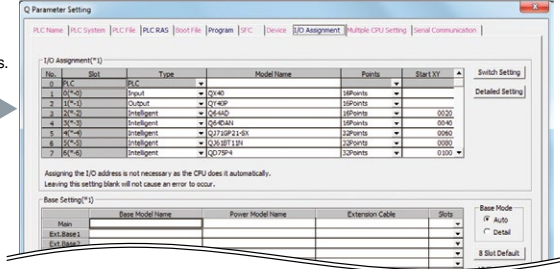 Q Parameter Setting
PLC Name PLC System PLC File PLC RAS Boot File Program SFC Device I/O Assignment Multiple CPU Setting Serial Communication
s.
I/O Assignment(*1)
No. Slot Type Model Name Points Start XY
Switch Setting
0 PLC PLC
1 0(*-0) Input QX40 16Points
Detailed Setting
2 1(*-1) Output QY40P 16Points
3 2(*-2) Intelligent Q64AD 16Points 0020
4 3(*-3) Intelligent Q64DAN 16Points 0040
5 4(*-4) Intelligent QJ71GP21-SX 32Points 0060
6 5(*-5) Intelligent QJ61BT11N 32Points 0080
7 6(*-6) Intelligent QD75P4 32Points 0100
Assigning the I/O address is not necessary as the CPU does it automatically.
Leaving this setting blank will not cause an error to occur.
Base Setting(*1)
Base Model Name Power Model Name Extension Cable Slots
Base Mode
Auto
Detail
Main
Ext.Base1
Ext.Base2
8 Slot Default